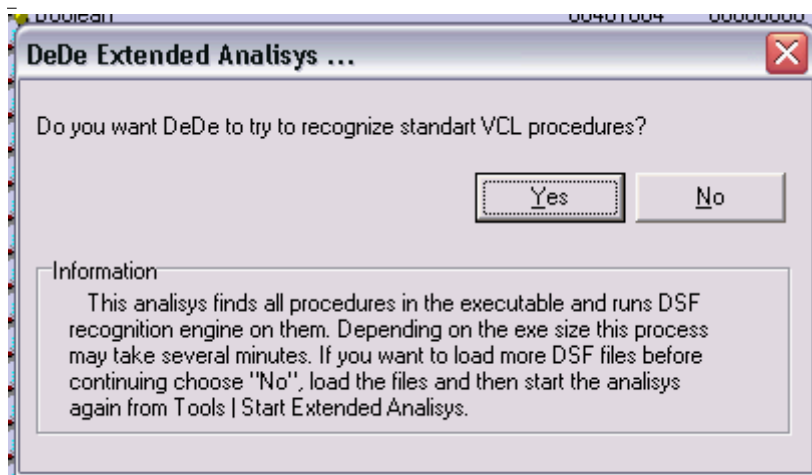 Boolean 00401004 00000000
DeDe Extended Analisys ...
Do you want DeDe to try to recognize standart VCL procedures?
Yes No
Information
This analisys finds all procedures in the executable and runs DSF
recognition engine on them. Depending on the exe size this process
may take several minutes. If you want to load more DSF files before
continuing choose "No", load the files and then start the analisys
again from Tools | Start Extended Analisys.